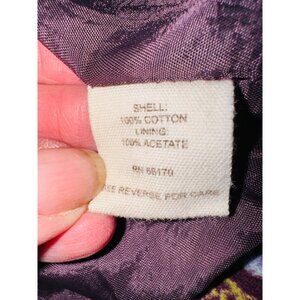 SHELL:
100% COTTON
LINING:
100% ACETATE
RN 66170
SEE REVERSE FOR CARE